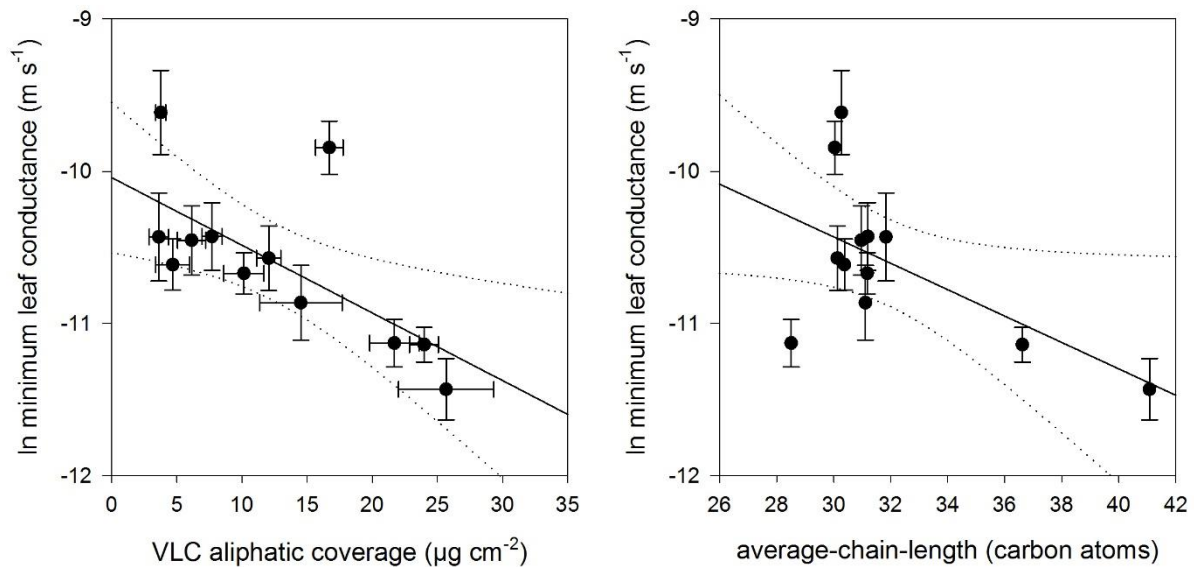 ln minimum leaf conductance (m s⁻¹)
-9
-10
-11
-12
0 5 10 15 20 25 30 35
VLC aliphatic coverage (µg cm⁻²)
ln minimum leaf conductance (m s⁻¹)
-9
-10
-11
-12
26 28 30 32 34 36 38 40 42
average-chain-length (carbon atoms)